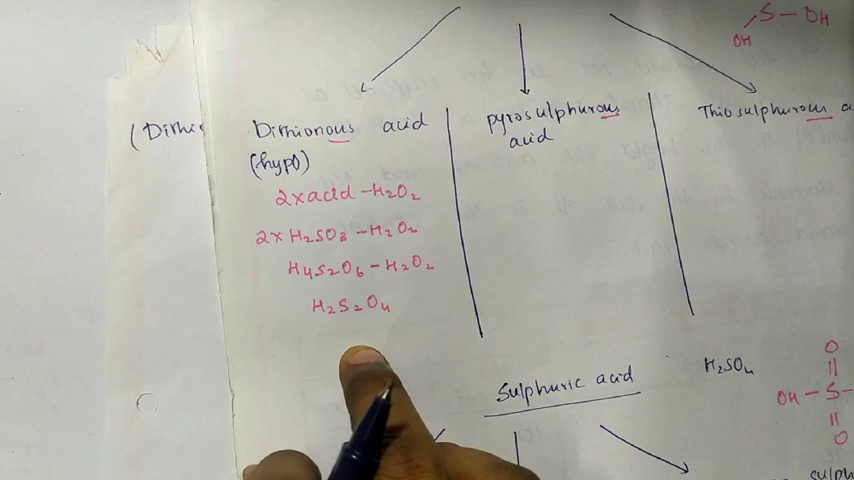 S - OH
OH
(Dithi
Dithionous acid
(hypo)
2x acid - H2O2
2x H2SO3 - H2O2
H4S2O6 - H2O2
H2S2O4
pyrosulphurous
acid
Thiosulphurous a
Sulphuric acid
H2SO4
O
OH - S -
O
sulph